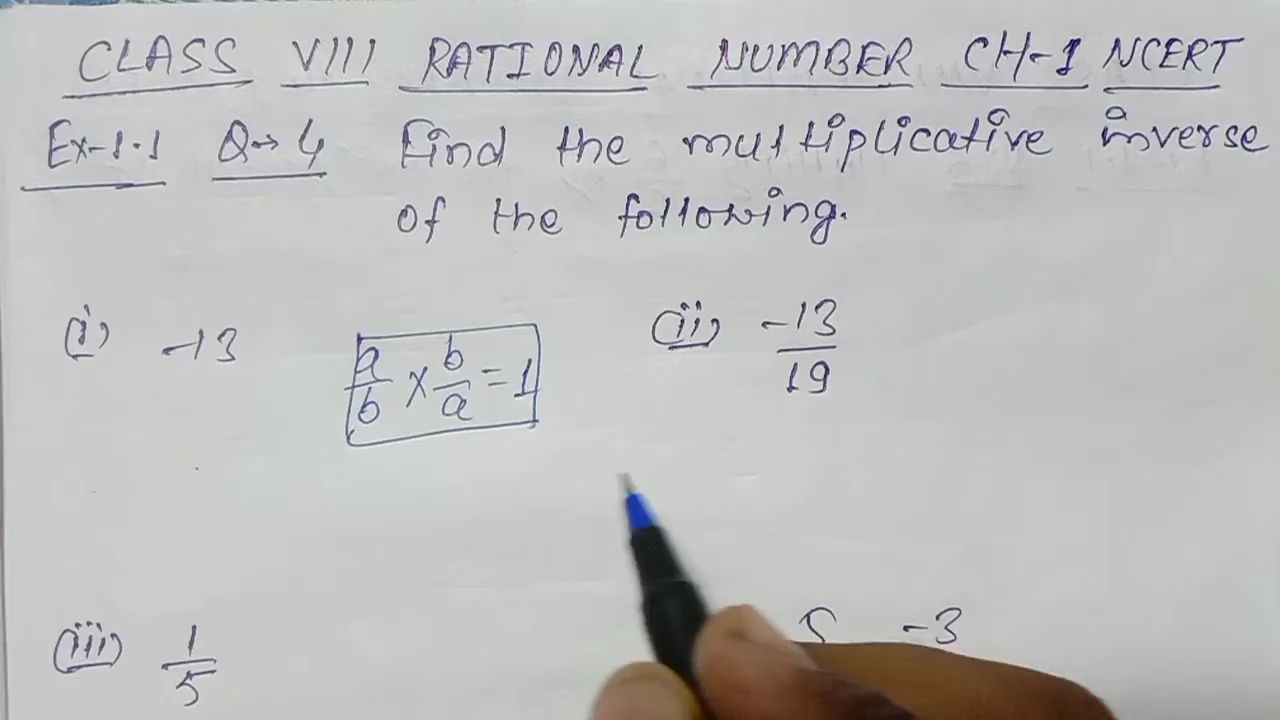 CLASS VIII RATIONAL NUMBER CH-1 NCERT
Ex-1.1 Q→4 Find the multiplicative inverse
of the following.
(i) -13 a/b × b/a = 1 (ii) -13/19
(iii) 1/5 5 -3